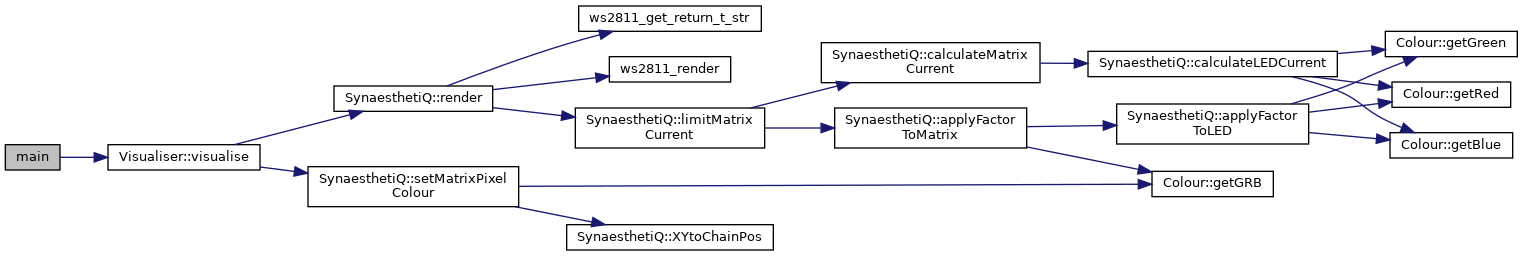 main
Visualiser::visualise
SynaesthetiQ::render
SynaesthetiQ::setMatrixPixel
Colour
ws2811_get_return_t_str
ws2811_render
SynaesthetiQ::limitMatrix
Current
SynaesthetiQ::XYtoChainPos
SynaesthetiQ::calculateMatrix
Current
SynaesthetiQ::applyFactor
ToMatrix
SynaesthetiQ::calculateLEDCurrent
SynaesthetiQ::applyFactor
ToLED
Colour::getGRB
Colour::getGreen
Colour::getRed
Colour::getBlue